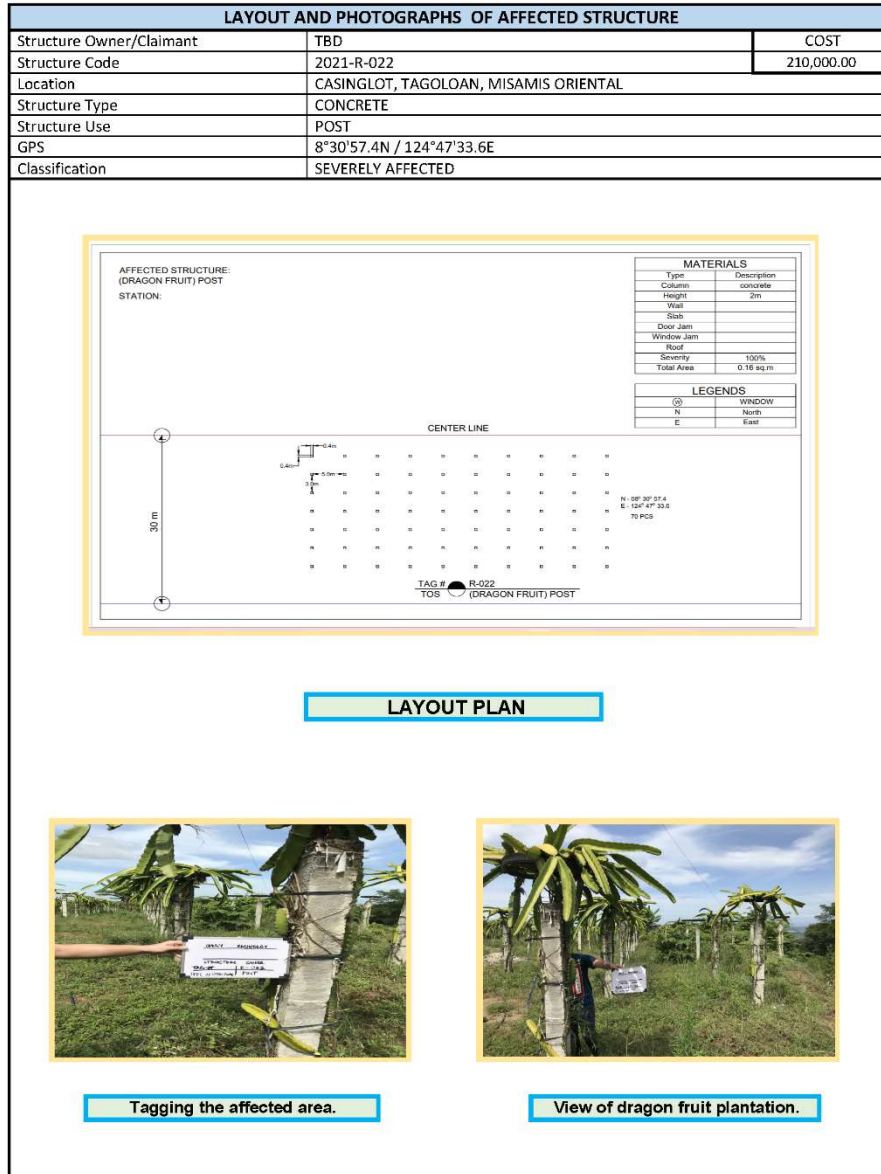 LAYOUT AND PHOTOGRAPHS OF AFFECTED STRUCTURE
Structure Owner/Claimant TBD COST
Structure Code 2021-R-022 210,000.00
Location CASINGLOT, TAGOLOAN, MISAMIS ORIENTAL
Structure Type CONCRETE
Structure Use POST
GPS 8°30'57.4N / 124°47'33.6E
Classification SEVERELY AFFECTED
AFFECTED STRUCTURE:
(DRAGON FRUIT) POST
STATION:
MATERIALS
Type Description
Column concrete
Height 2m
Wall
Slab
Door Jam
Window Jam
Roof
Severity 100%
Total Area 0.16 sq.m
LEGENDS
W WINDOW
N North
E East
CENTER LINE
0.4m
0.4m
5.0m
3.0m
30 m
N - 08° 30' 57.4
E - 124° 47' 33.6
70 PCS
TAG # R-022
TOS (DRAGON FRUIT) POST
LAYOUT PLAN
STRUCTURE OWNER
TAG #
POST
Tagging the affected area.
View of dragon fruit plantation.